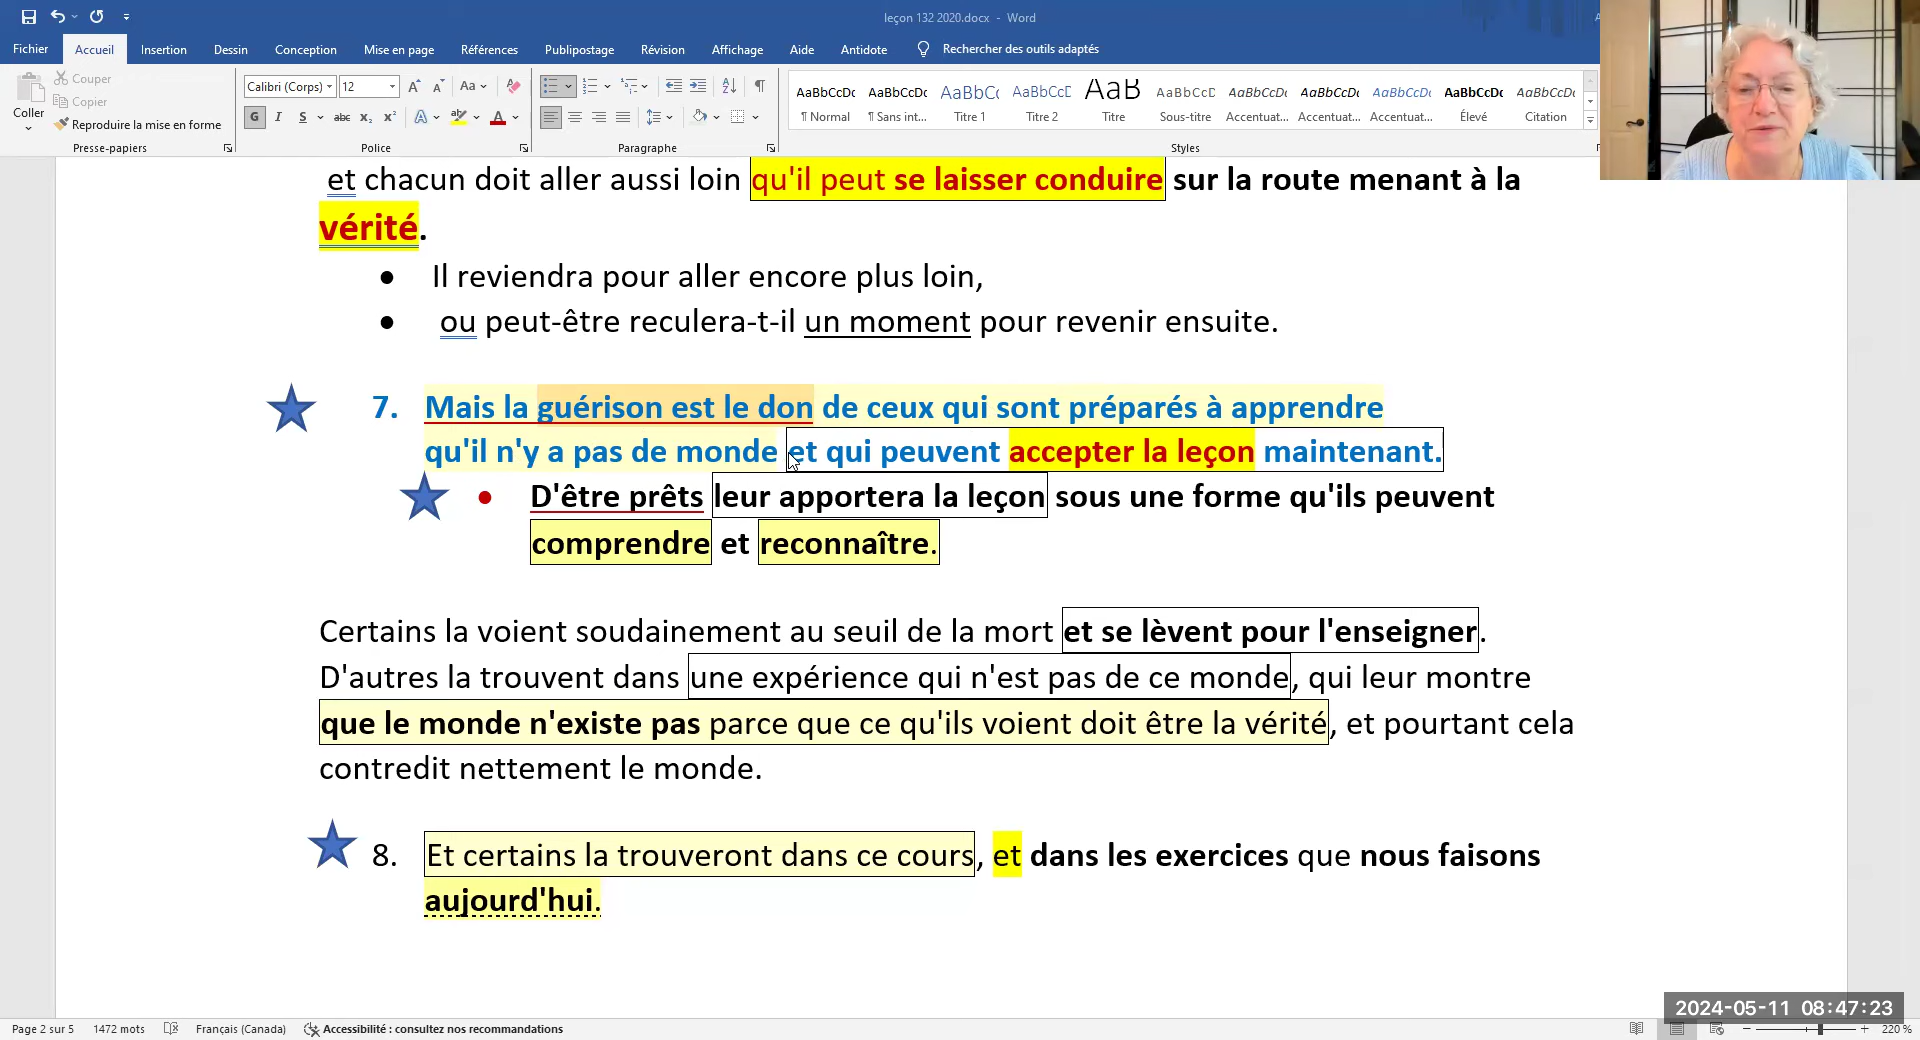 leçon 132 2020.docx - Word
Fichier Accueil Insertion Dessin Conception Mise en page Références Publipostage Révision Affichage Aide Antidote Rechercher des outils adaptés
Coller
Couper
Copier
Reproduire la mise en forme
Presse-papiers
Calibri (Corps) 12
G I S abc x₂ x²
Police
Paragraphe
AaBbCcDc AaBbCcDc AaBbCc AaBbCcD AaB AaBbCcD AaBbCcDc AaBbCcDc AaBbCcDc AaBbCcDc AaBbCcDc
¶ Normal ¶ Sans int... Titre 1 Titre 2 Titre Sous-titre Accentuat... Accentuat... Accentuat... Élevé Citation
Styles
et chacun doit aller aussi loin qu'il peut se laisser conduire sur la route menant à la
vérité.
• Il reviendra pour aller encore plus loin,
• ou peut-être reculera-t-il un moment pour revenir ensuite.
7. Mais la guérison est le don de ceux qui sont préparés à apprendre
qu'il n'y a pas de monde et qui peuvent accepter la leçon maintenant.
• D'être prêts leur apportera la leçon sous une forme qu'ils peuvent
comprendre et reconnaître.
Certains la voient soudainement au seuil de la mort et se lèvent pour l'enseigner.
D'autres la trouvent dans une expérience qui n'est pas de ce monde, qui leur montre
que le monde n'existe pas parce que ce qu'ils voient doit être la vérité, et pourtant cela
contredit nettement le monde.
8. Et certains la trouveront dans ce cours, et dans les exercices que nous faisons
aujourd'hui.
2024-05-11 08:47:23
Page 2 sur 5 1472 mots Français (Canada) Accessibilité : consultez nos recommandations 220 %